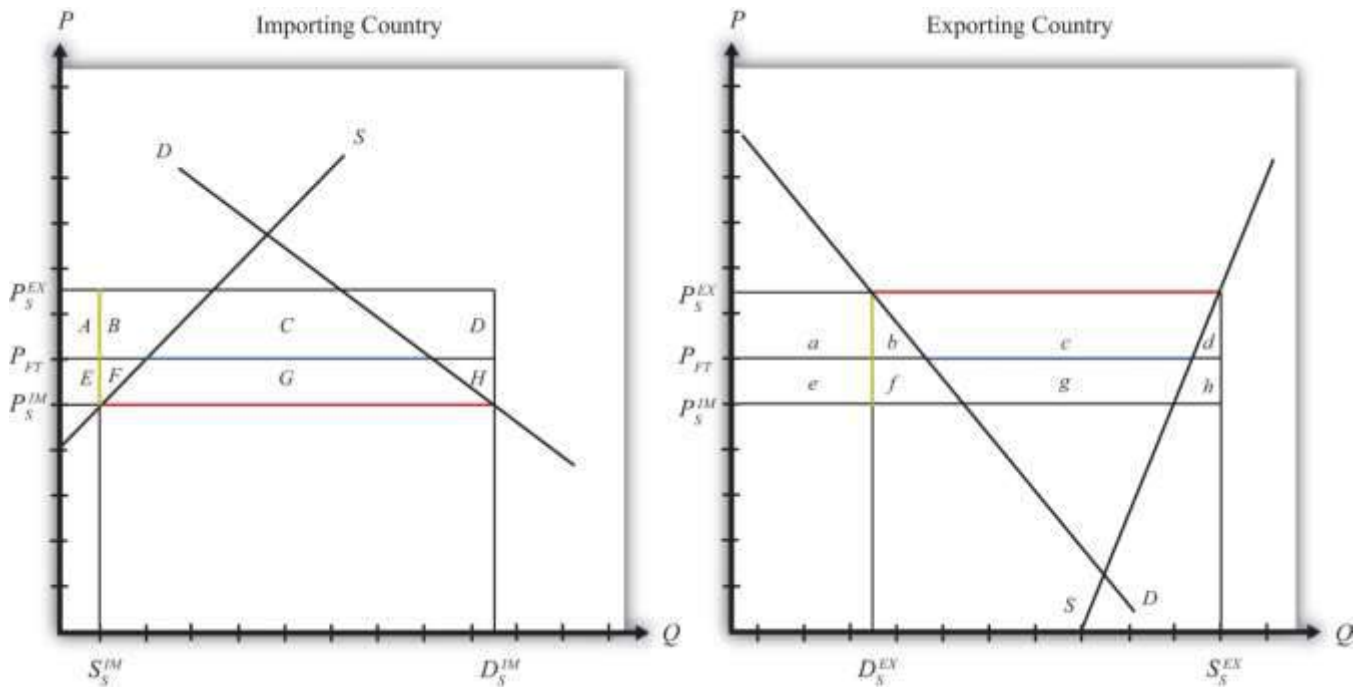 P Importing Country
D S
P_S^EX
A B C D
P_FT
E F G H
P_S^IM
Q
S_S^IM D_S^IM
P Exporting Country
P_S^EX
a b c d
P_FT
e f g h
P_S^IM
S D
Q
D_S^EX S_S^EX